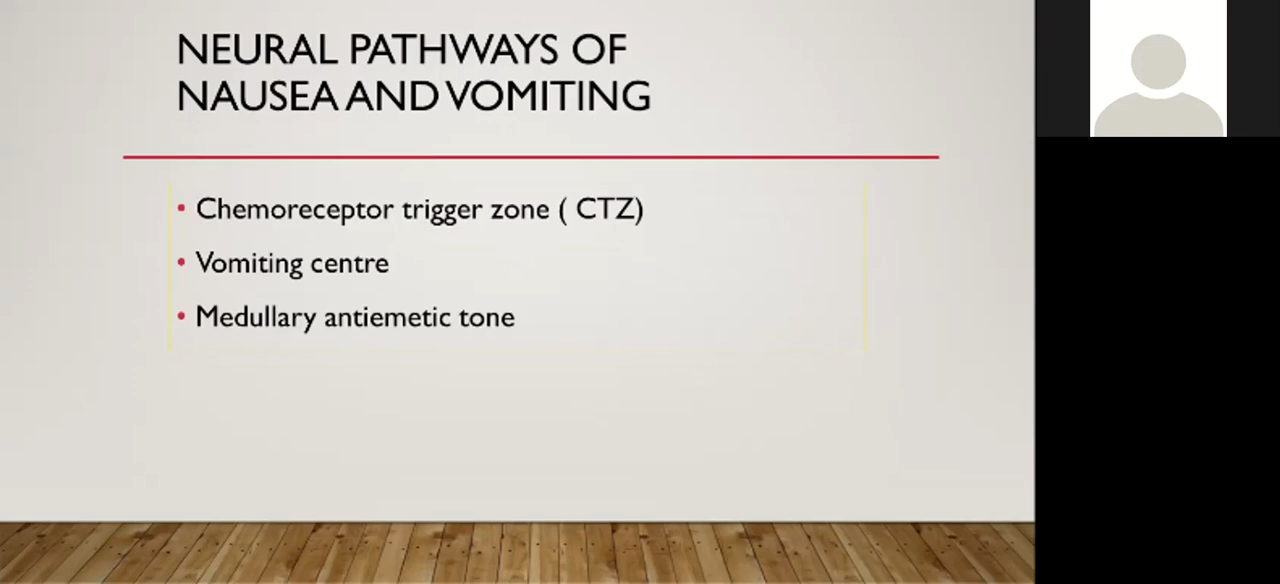 NEURAL PATHWAYS OF
NAUSEA AND VOMITING
• Chemoreceptor trigger zone ( CTZ)
• Vomiting centre
• Medullary antiemetic tone